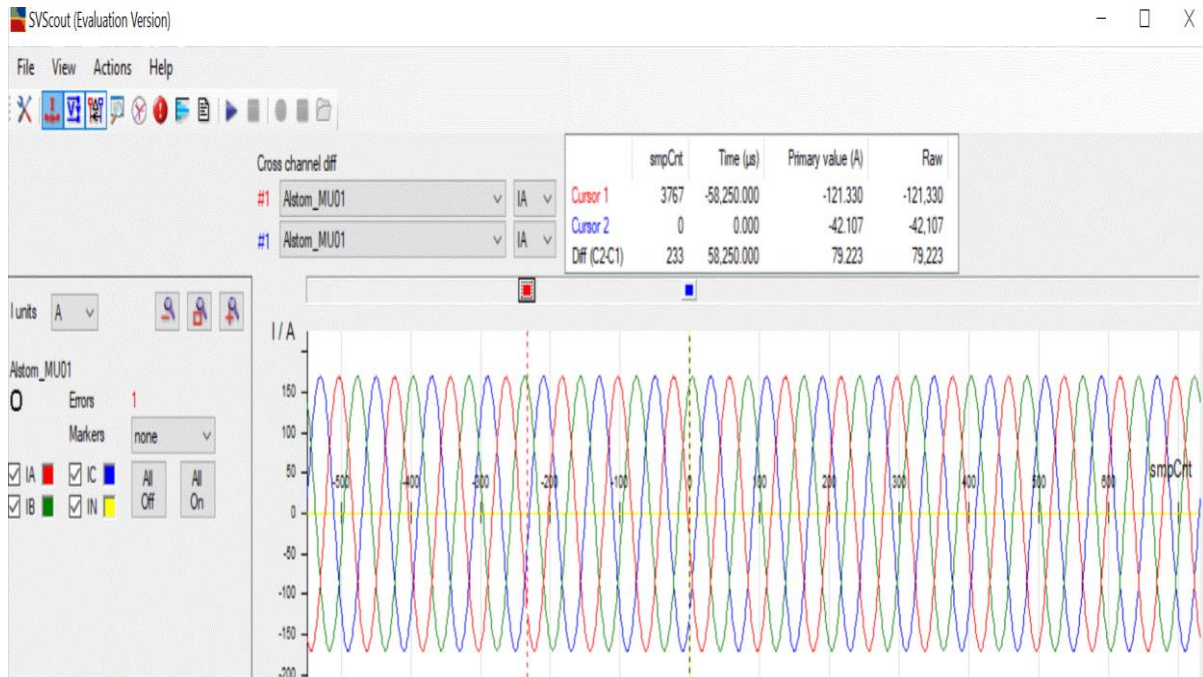 SVScout (Evaluation Version)
File View Actions Help
Cross channel diff
#1 Alstom_MU01 IA
#1 Alstom_MU01 IA
smpCnt Time (µs) Primary value (A) Raw
Cursor 1 3767 -58,250.000 -121.330 -121,330
Cursor 2 0 0.000 -42.107 -42,107
Diff (C2-C1) 233 58,250.000 79.223 79,223
I units A
Alstom_MU01
0 Errors 1
Markers none
IA IC All Off All On
IB IN
I / A
150
100
50
0
-50
-100
-150
-200
-500 -400 -300 -200 -100 0 100 200 300 400 500 600
smpCnt